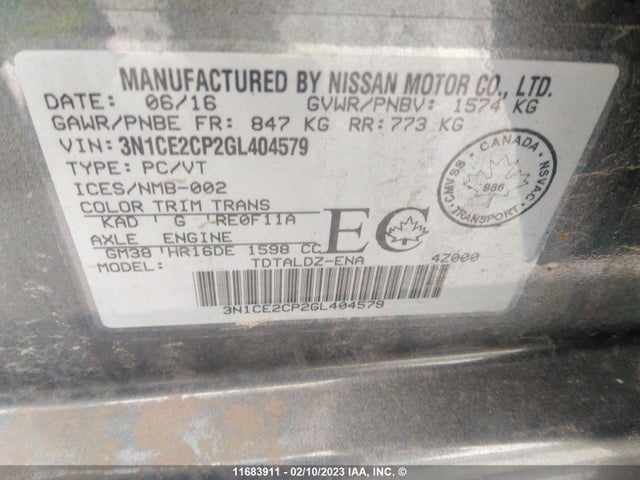 MANUFACTURED BY NISSAN MOTOR CO., LTD.
DATE: 06/16 GVWR/PNBV: 1574 KG
GAWR/PNBE FR: 847 KG RR: 773 KG
VIN: 3N1CE2CP2GL404579
TYPE: PC/VT
ICES/NMB-002
COLOR TRIM TRANS
KAD ' G 'RE0F11A
AXLE ENGINE
GM38 'HR16DE 1598 CC
MODEL: TDTALDZ-ENA 4Z000
EC
CMVSS CANADA NSVAC
986
TRANSPORT
3N1CE2CP2GL404579
11683911 - 02/10/2023 IAA, INC. ©